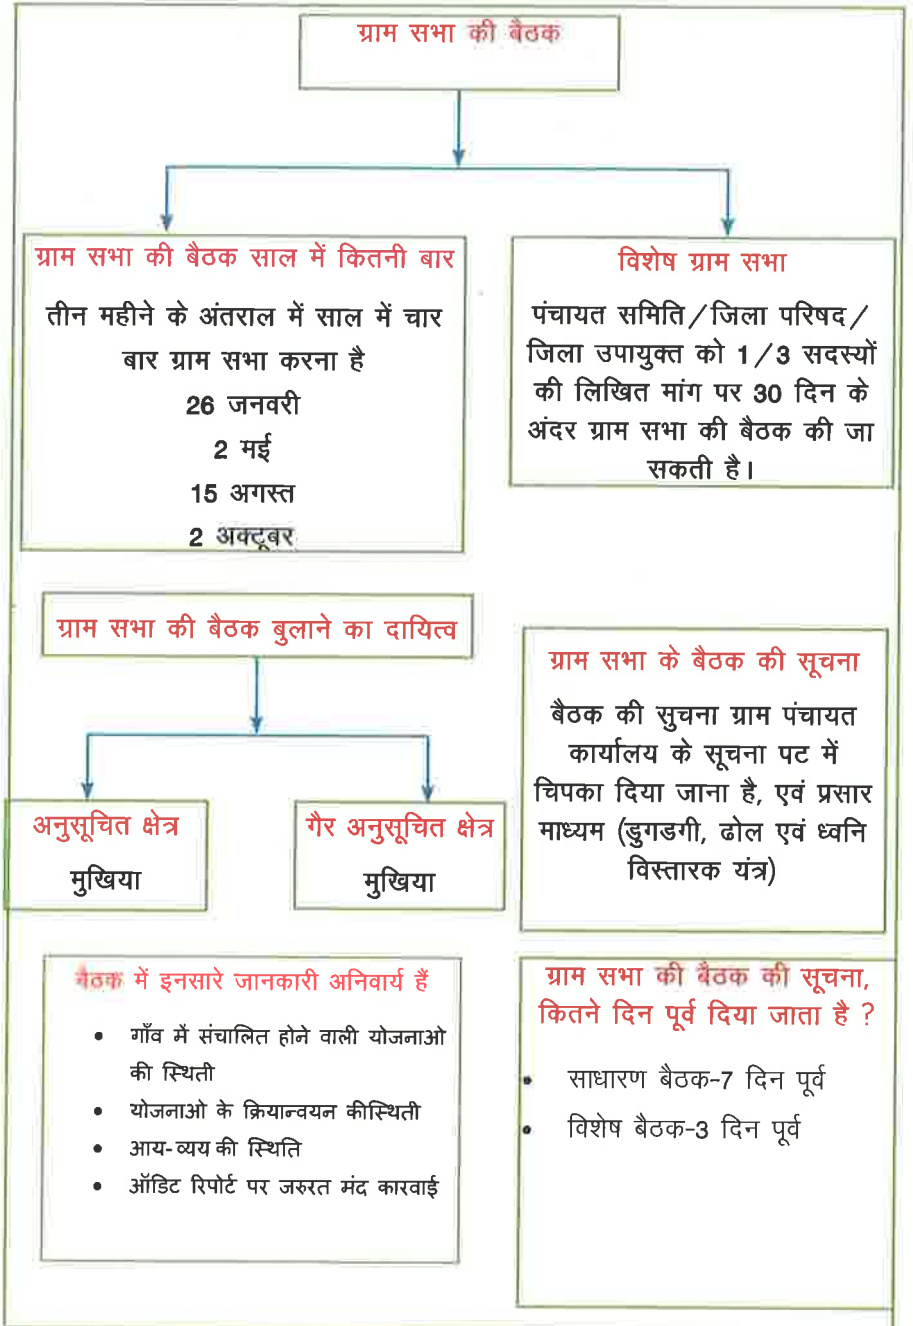 ग्राम सभा की बैठक
ग्राम सभा की बैठक साल में कितनी बार
तीन महीने के अंतराल में साल में चार
बार ग्राम सभा करना है
26 जनवरी
2 मई
15 अगस्त
2 अक्टूबर
विशेष ग्राम सभा
पंचायत समिति/जिला परिषद/
जिला उपायुक्त को 1/3 सदस्यों
की लिखित मांग पर 30 दिन के
अंदर ग्राम सभा की बैठक की जा
सकती है।
ग्राम सभा की बैठक बुलाने का दायित्व
अनुसूचित क्षेत्र
मुखिया
गैर अनुसूचित क्षेत्र
मुखिया
ग्राम सभा के बैठक की सूचना
बैठक की सुचना ग्राम पंचायत
कार्यालय के सूचना पट में
चिपका दिया जाना है, एवं प्रसार
माध्यम (डुगडगी, ढोल एवं ध्वनि
विस्तारक यंत्र)
बैठक में इनसारे जानकारी अनिवार्य हैं
• गाँव में संचालित होने वाली योजनाओ
की स्थिती
• योजनाओ के क्रियान्वयन कीस्थिती
• आय-व्यय की स्थिति
• ऑडिट रिपोर्ट पर जरुरत मंद कारवाई
ग्राम सभा की बैठक की सूचना,
कितने दिन पूर्व दिया जाता है ?
• साधारण बैठक-7 दिन पूर्व
• विशेष बैठक-3 दिन पूर्व